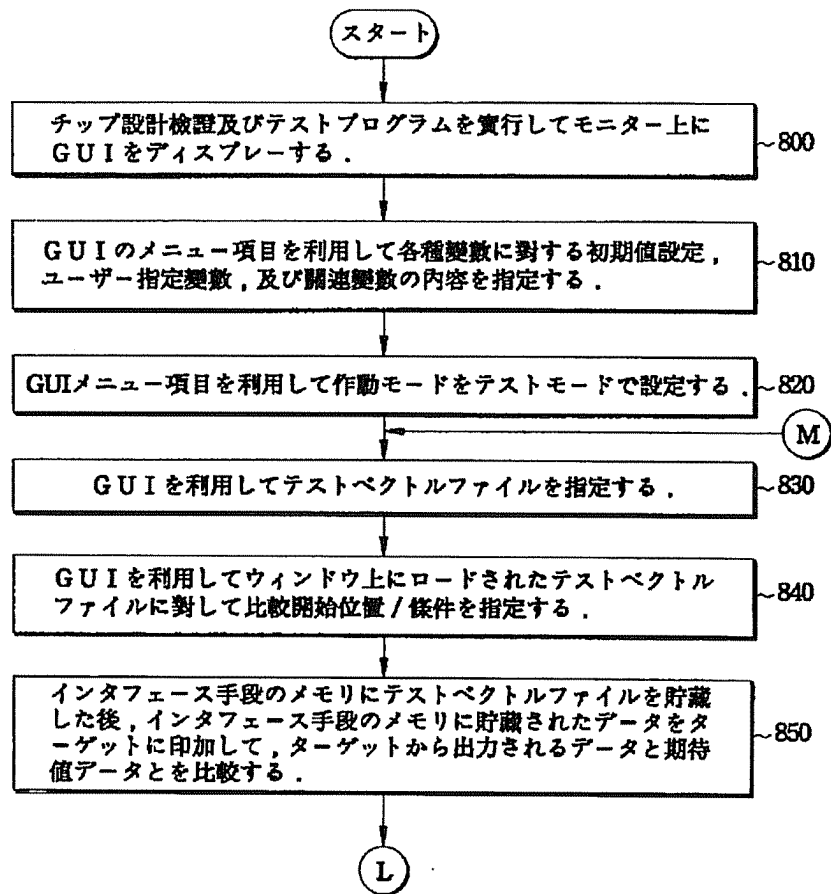 スタート
チップ設計檢證及びテストプログラムを實行してモニター上に
GUIをディスプレーする.
800
GUIのメニュー項目を利用して各種變數に對する初期値設定,
ユーザー指定變數,及び關連變數の内容を指定する.
810
GUIメニュー項目を利用して作動モードをテストモードで設定する.
820
M
GUIを利用してテストベクトルファイルを指定する.
830
GUIを利用してウィンドウ上にロードされたテストベクトル
ファイルに對して比較開始位置/條件を指定する.
840
インタフェース手段のメモリにテストベクトルファイルを貯藏
した後,インタフェース手段のメモリに貯藏されたデータをタ
ーゲットに印加して,ターゲットから出力されるデータと期待
値データとを比較する.
850
L